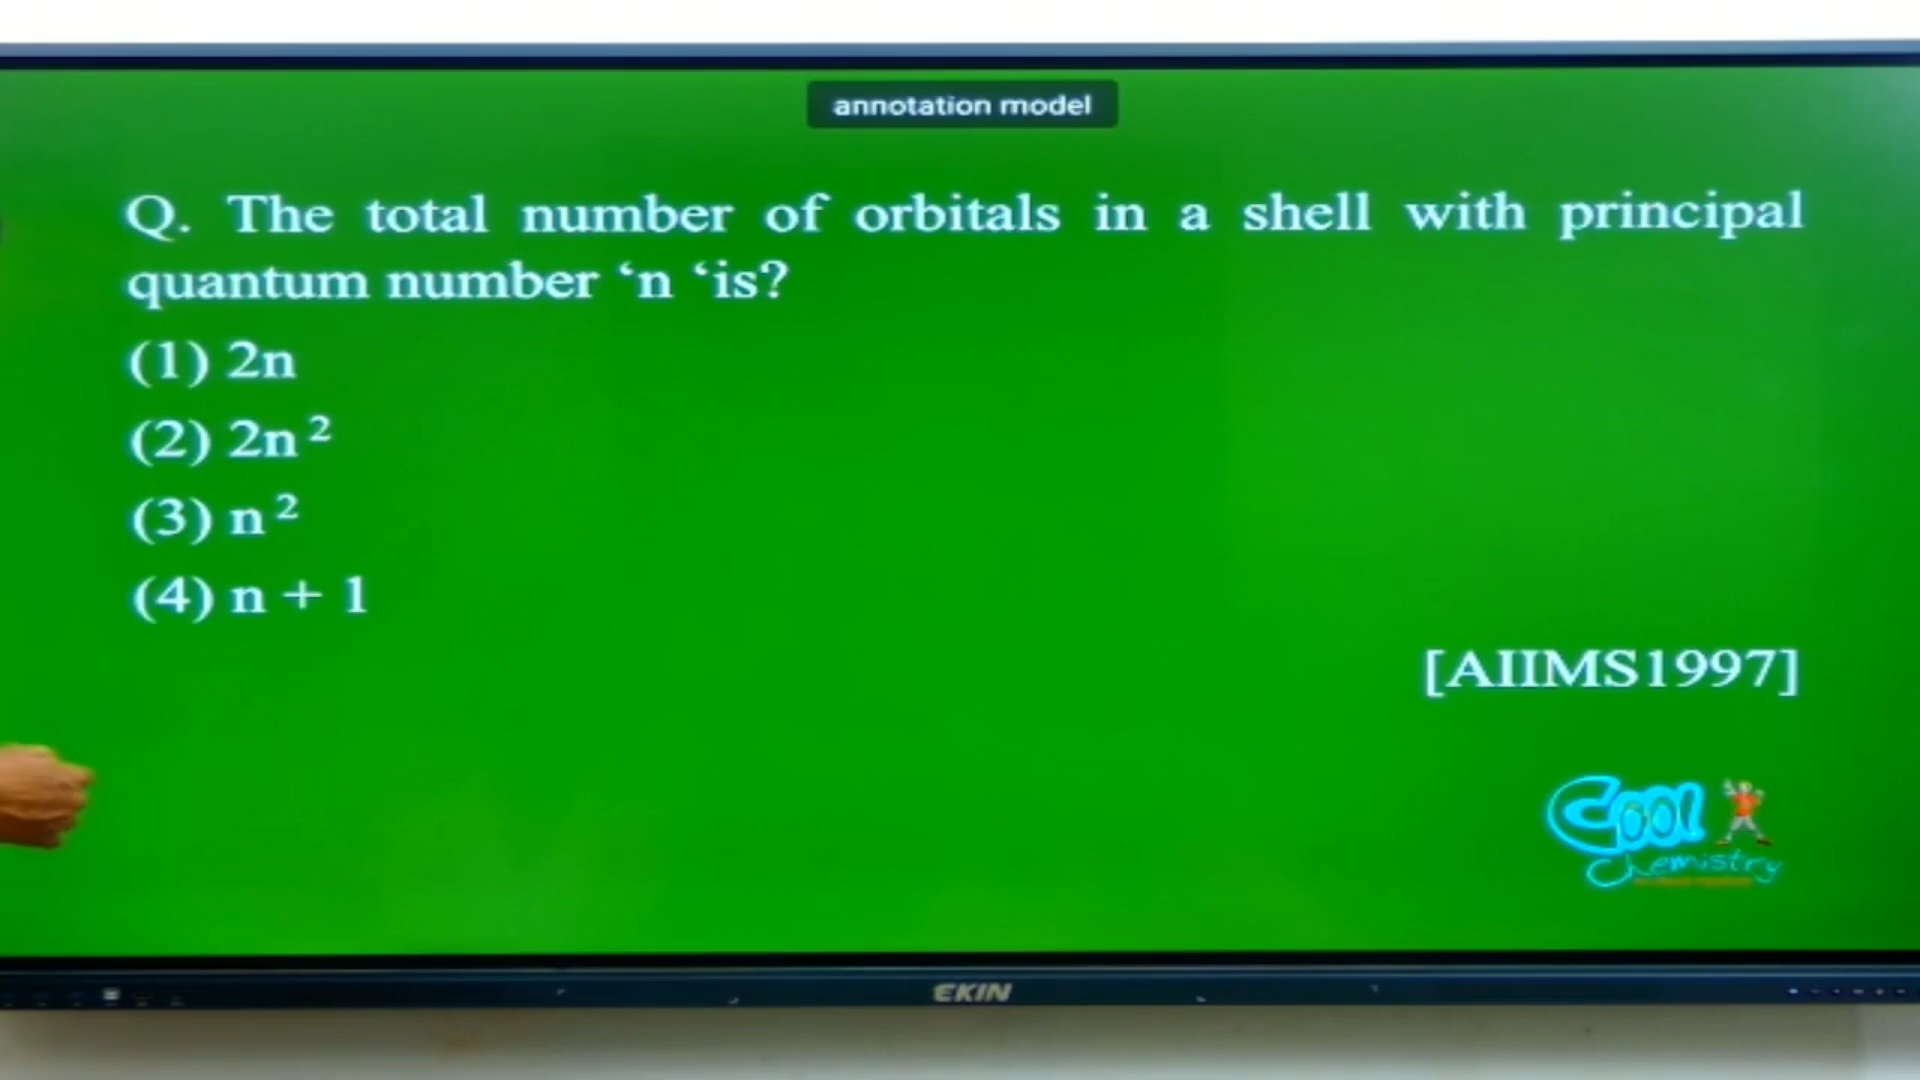 annotation model
Q. The total number of orbitals in a shell with principal
quantum number ‘n ‘is?
(1) 2n
(2) 2n²
(3) n²
(4) n + 1
[AIIMS1997]
Cool
Chemistry
EKIN